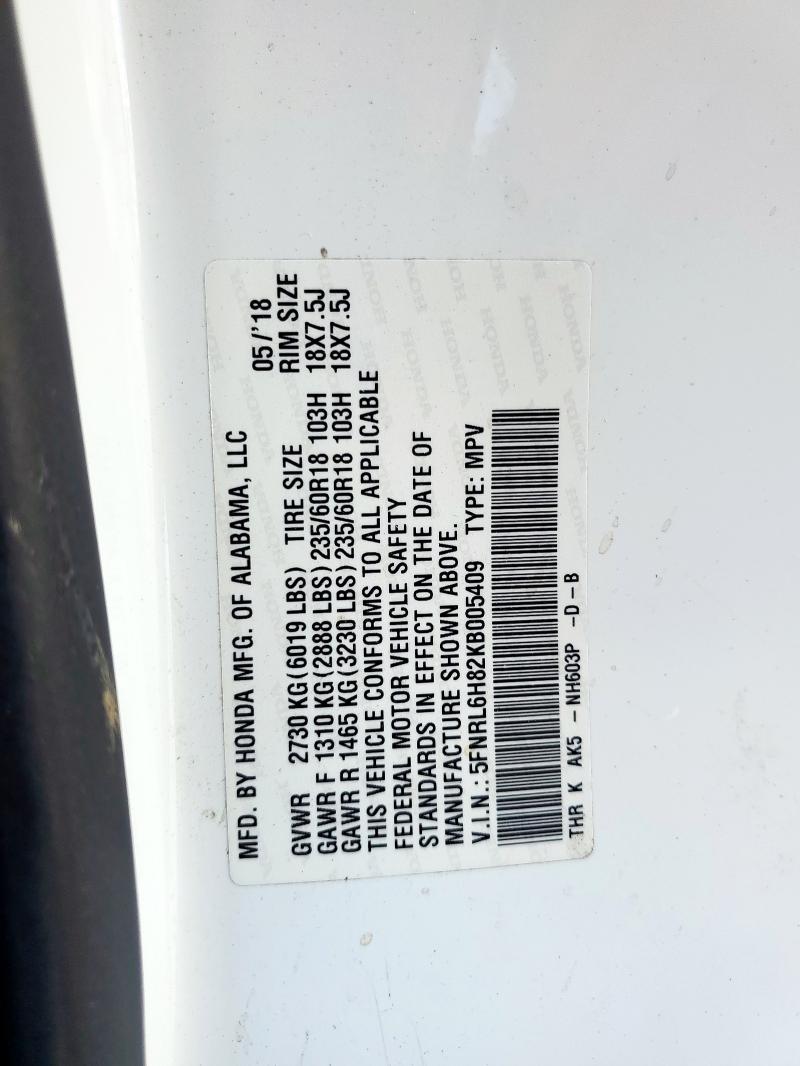 MFD. BY HONDA MFG. OF ALABAMA, LLC 05/'18
GVWR 2730 KG(6019 LBS) TIRE SIZE RIM SIZE
GAWR F 1310 KG(2888 LBS) 235/60R18 103H 18X7.5J
GAWR R 1465 KG(3230 LBS) 235/60R18 103H 18X7.5J
THIS VEHICLE CONFORMS TO ALL APPLICABLE
FEDERAL MOTOR VEHICLE SAFETY
STANDARDS IN EFFECT ON THE DATE OF
MANUFACTURE SHOWN ABOVE.
V.I.N.: 5FNRL6H82KB005409 TYPE: MPV
THR K AK5 - NH603P -D-B